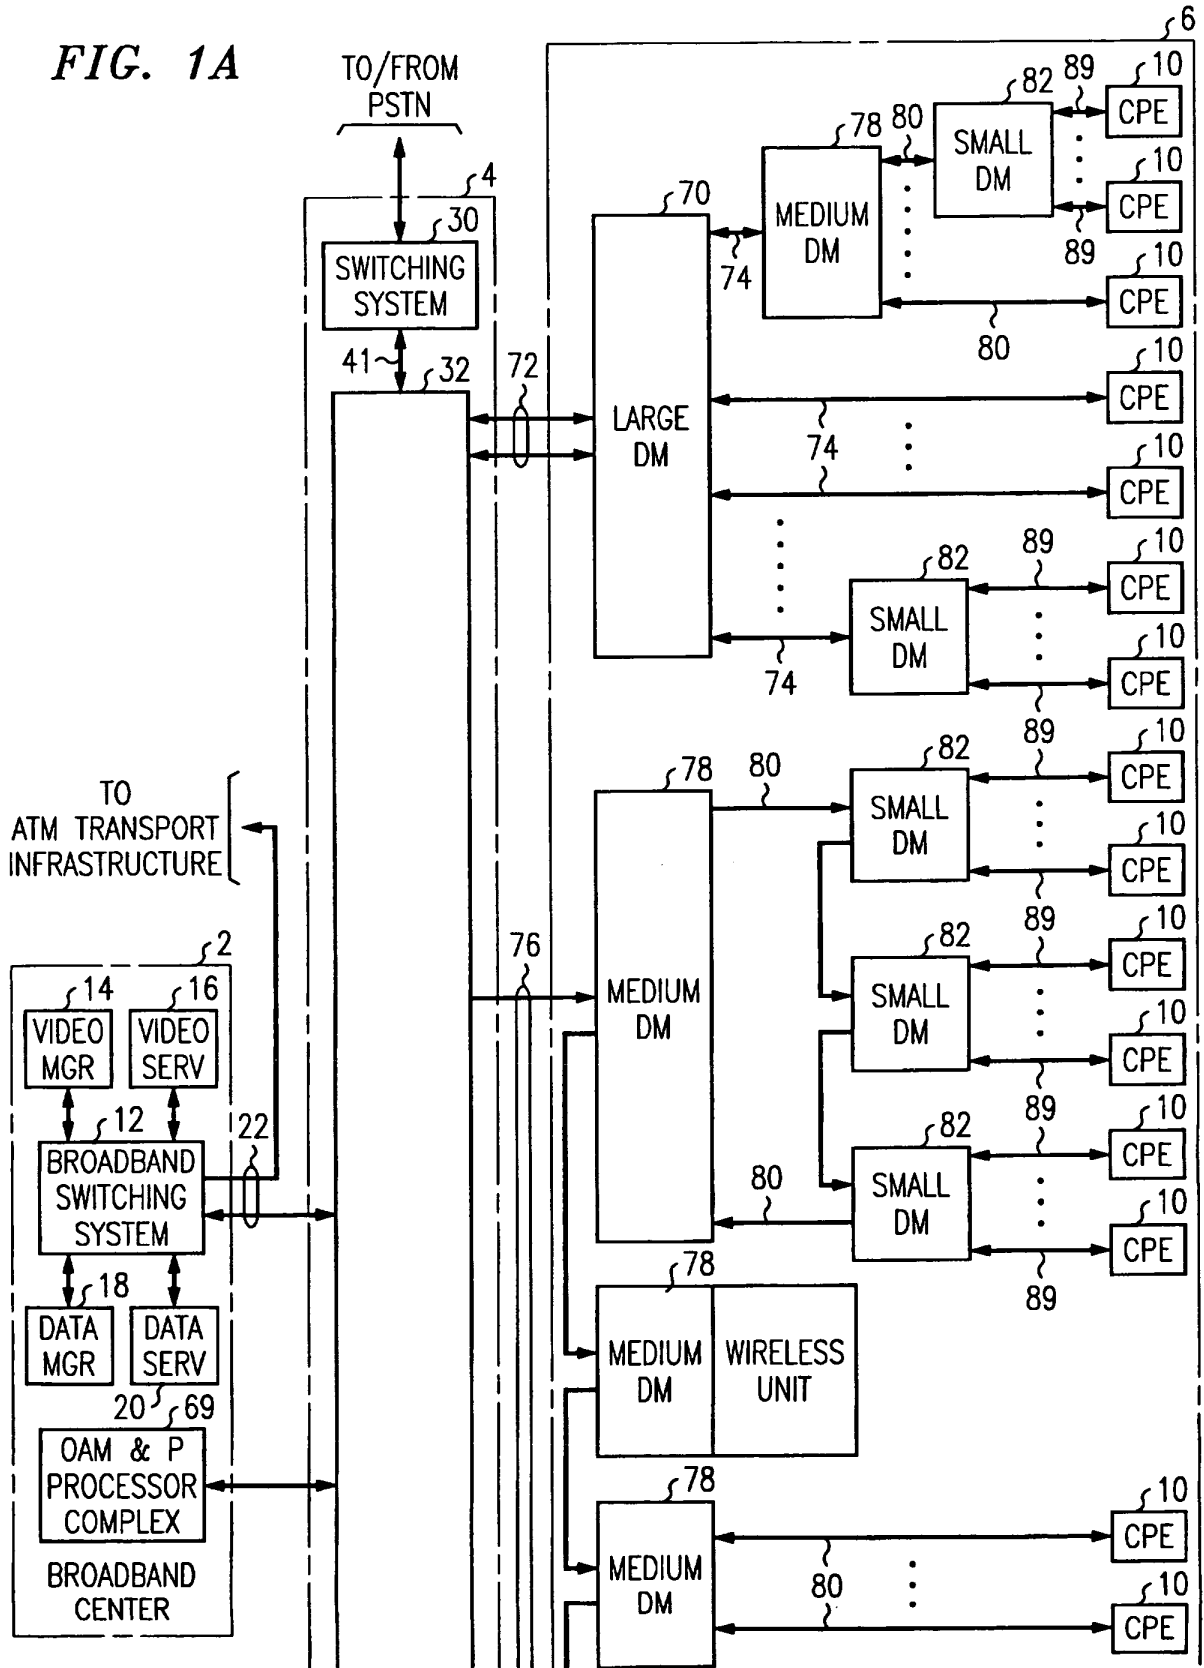 FIG. 1A
TO/FROM
PSTN
6
4
30
SWITCHING
SYSTEM
41
32
72
70
LARGE
DM
74
78
MEDIUM
DM
80
82
SMALL
DM
89
10
CPE
10
CPE
89
10
CPE
80
10
CPE
74
10
CPE
74
82
SMALL
DM
89
10
CPE
10
CPE
89
78
MEDIUM
DM
76
80
82
SMALL
DM
89
10
CPE
10
CPE
89
82
SMALL
DM
89
10
CPE
10
CPE
89
80
82
SMALL
DM
89
10
CPE
10
CPE
89
78
MEDIUM
DM
WIRELESS
UNIT
78
MEDIUM
DM
10
CPE
80
10
CPE
80
TO
ATM TRANSPORT
INFRASTRUCTURE
2
14
VIDEO
MGR
16
VIDEO
SERV
12
BROADBAND
SWITCHING
SYSTEM
22
18
DATA
MGR
DATA
SERV
20
69
OAM & P
PROCESSOR
COMPLEX
BROADBAND
CENTER
74